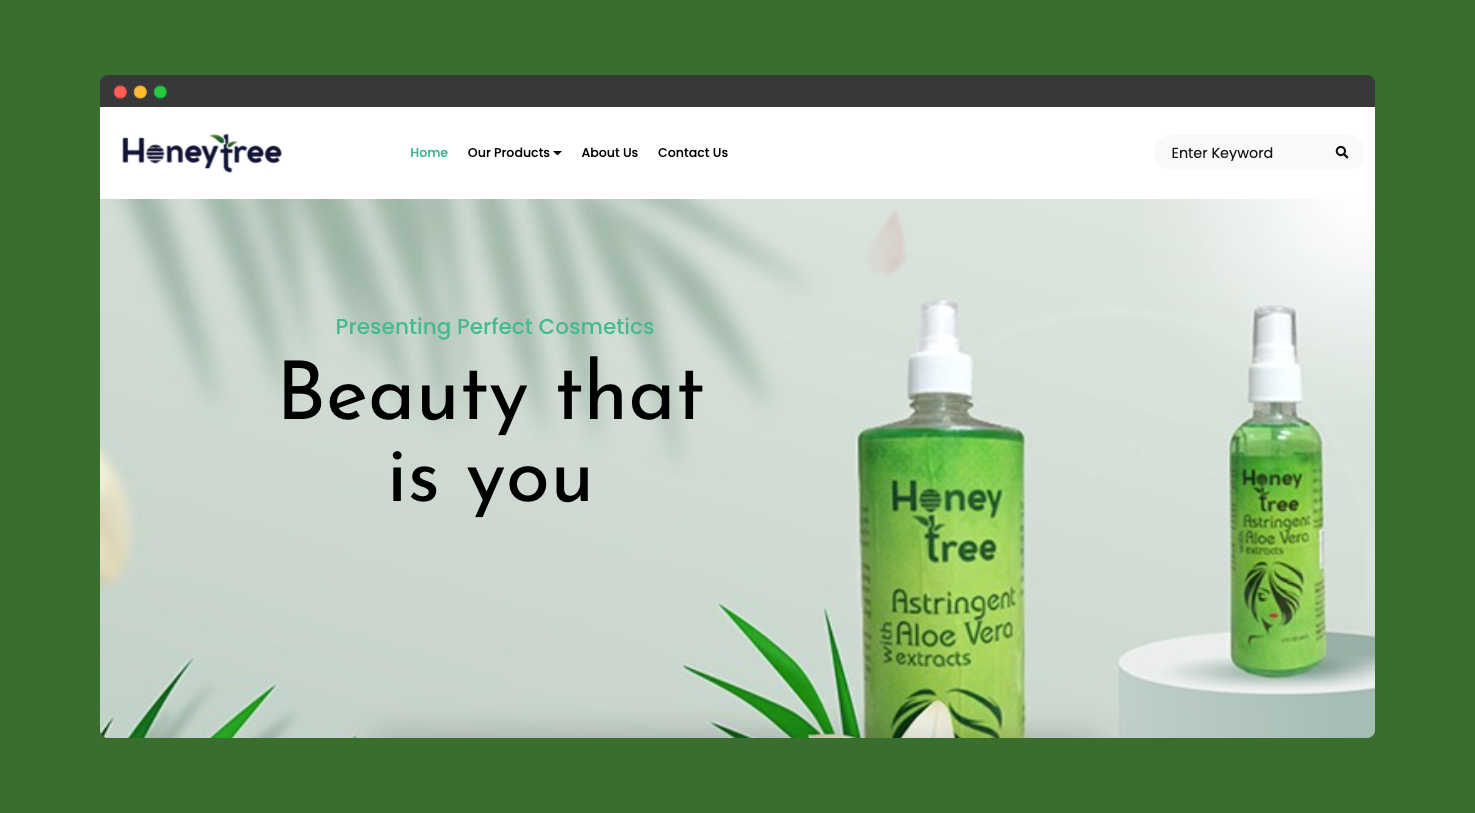 Honeytree
Home
Our Products
About Us
Contact Us
Enter Keyword
Presenting Perfect Cosmetics
Beauty that
is you
Honey
tree
Astringent
with Aloe Vera
extracts
Honey
tree
Astringent
Aloe Vera
extracts